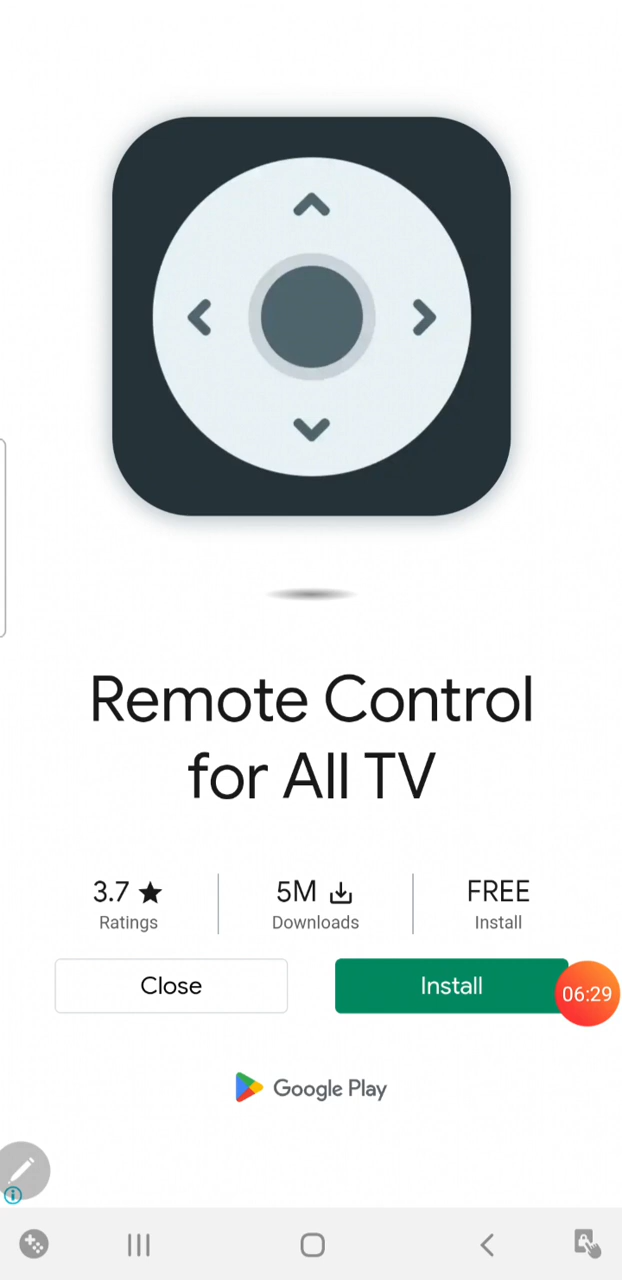 Remote Control
for All TV
3.7 ★
5M
FREE
Ratings
Downloads
Install
Close
Install
06:29
Google Play